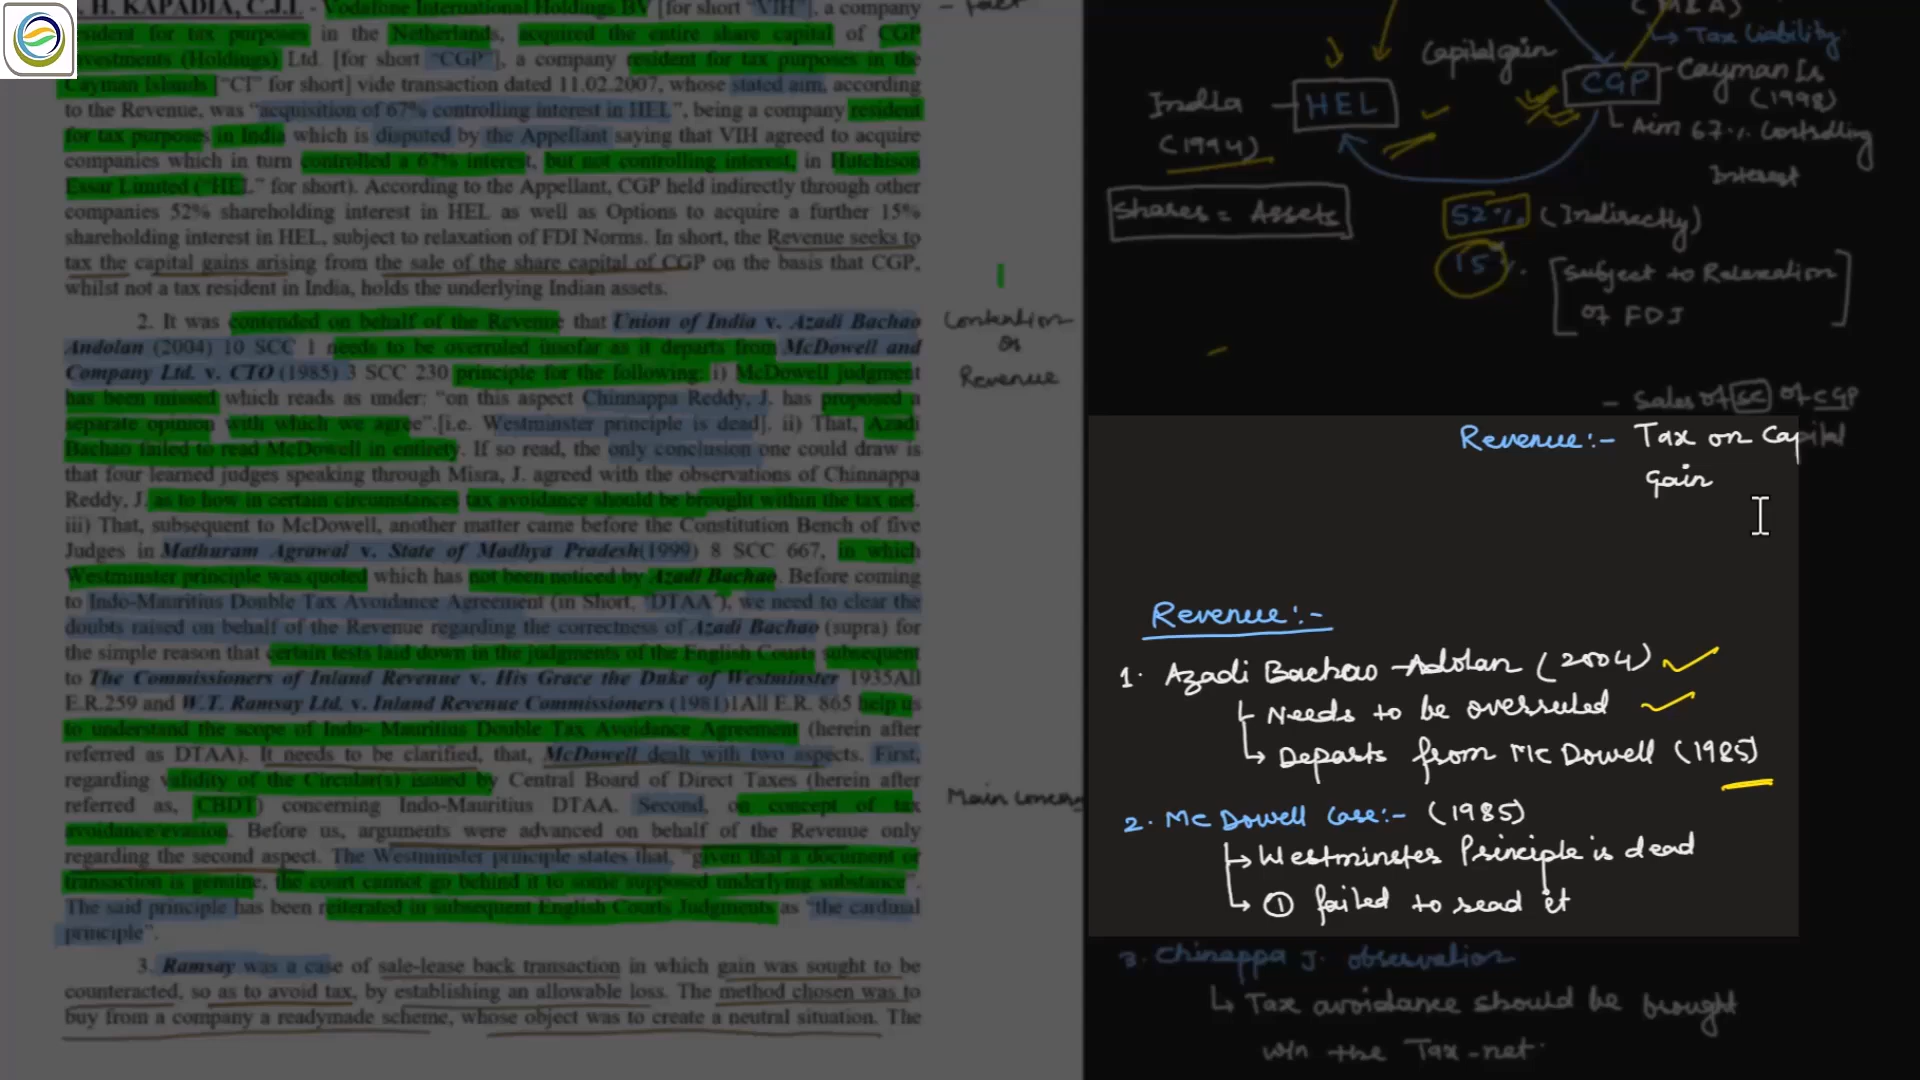 . H. KAPADIA, C.J.I. - Vodafone International Holdings BV [for short "VIH"], a company
resident for tax purposes in the Netherlands, acquired the entire share capital of CGP
Investments (Holdings) Ltd. [for short "CGP"], a company resident for tax purposes in the
Cayman Islands ["CI" for short] vide transaction dated 11.02.2007, whose stated aim, according
to the Revenue, was "acquisition of 67% controlling interest in HEL", being a company resident
for tax purposes in India which is disputed by the Appellant saying that VIH agreed to acquire
companies which in turn controlled a 67% interest, but not controlling interest, in Hutchison
Essar Limited ("HEL" for short). According to the Appellant, CGP held indirectly through other
companies 52% shareholding interest in HEL as well as Options to acquire a further 15%
shareholding interest in HEL, subject to relaxation of FDI Norms. In short, the Revenue seeks to
tax the capital gains arising from the sale of the share capital of CGP on the basis that CGP,
whilst not a tax resident in India, holds the underlying Indian assets.
2. It was contended on behalf of the Revenue that Union of India v. Azadi Bachao
Andolan (2004) 10 SCC 1 needs to be overruled insofar as it departs from McDowell and
Company Ltd. v. CTO (1985) 3 SCC 230 principle for the following: i) McDowell judgment
has been missed which reads as under: "on this aspect Chinnappa Reddy, J. has proposed a
separate opinion with which we agree".[i.e. Westminster principle is dead]. ii) That, Azadi
Bachao failed to read McDowell in entirety. If so read, the only conclusion one could draw is
that four learned judges speaking through Misra, J. agreed with the observations of Chinnappa
Reddy, J. as to how in certain circumstances tax avoidance should be brought within the tax net.
iii) That, subsequent to McDowell, another matter came before the Constitution Bench of five
Judges in Mathuram Agrawal v. State of Madhya Pradesh(1999) 8 SCC 667, in which
Westminster principle was quoted which has not been noticed by Azadi Bachao. Before coming
to Indo-Mauritius Double Tax Avoidance Agreement (in Short, 'DTAA'), we need to clear the
doubts raised on behalf of the Revenue regarding the correctness of Azadi Bachao (supra) for
the simple reason that certain tests laid down in the judgments of the English Courts subsequent
to The Commissioners of Inland Revenue v. His Grace the Duke of Westminster 1935All
E.R.259 and W.T. Ramsay Ltd. v. Inland Revenue Commissioners (1981)1All E.R. 865 help us
to understand the scope of Indo- Mauritius Double Tax Avoidance Agreement (herein after
referred as DTAA). It needs to be clarified, that, McDowell dealt with two aspects. First,
regarding validity of the Circular(s) issued by Central Board of Direct Taxes (herein after
referred as, CBDT) concerning Indo-Mauritius DTAA. Second, on concept of tax
avoidance/evasion. Before us, arguments were advanced on behalf of the Revenue only
regarding the second aspect. The Westminster principle states that, "given that a document or
transaction is genuine, the court cannot go behind it to some supposed underlying substance".
The said principle has been reiterated in subsequent English Courts Judgments as "the cardinal
principle".
3. Ramsay was a case of sale-lease back transaction in which gain was sought to be
counteracted, so as to avoid tax, by establishing an allowable loss. The method chosen was to
buy from a company a readymade scheme, whose object was to create a neutral situation. The
- Fact
Contention
of
Revenue
Main Concern
(M&A)
Tax Liability
Capital gain
CGP - Cayman Is
(1998)
India - HEL
(1994)
Aim 67% Controlling
Interest
Shares = Assets
52% (Indirectly)
15%. [Subject to Relaxation
of FDI]
- Sales of SC of CGP
Revenue:- Tax on Capital
gain
Revenue:-
1. Azadi Bachao Adolan (2004)
Needs to be overruled
Departs from Mc Dowell (1985)
2. Mc Dowell Case:- (1985)
Westminster Principle is dead
① failed to read it
3. Chinappa J. observation
Tax avoidance should be brought
w/n the Tax-net.